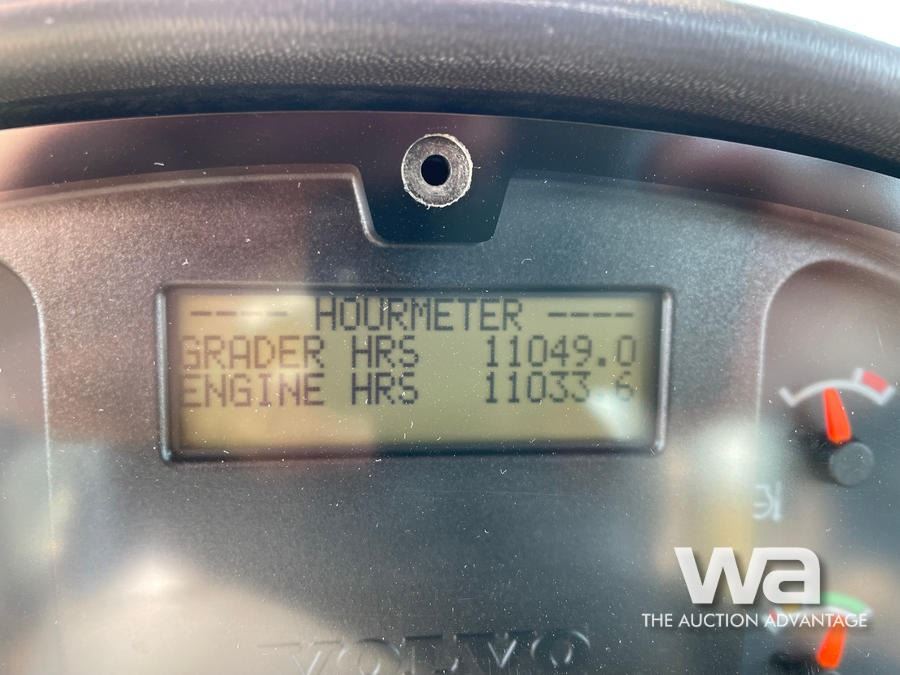 ---- HOURMETER ----
GRADER HRS 11049.0
ENGINE HRS 11033.6
wa
THE AUCTION ADVANTAGE
VOLVO